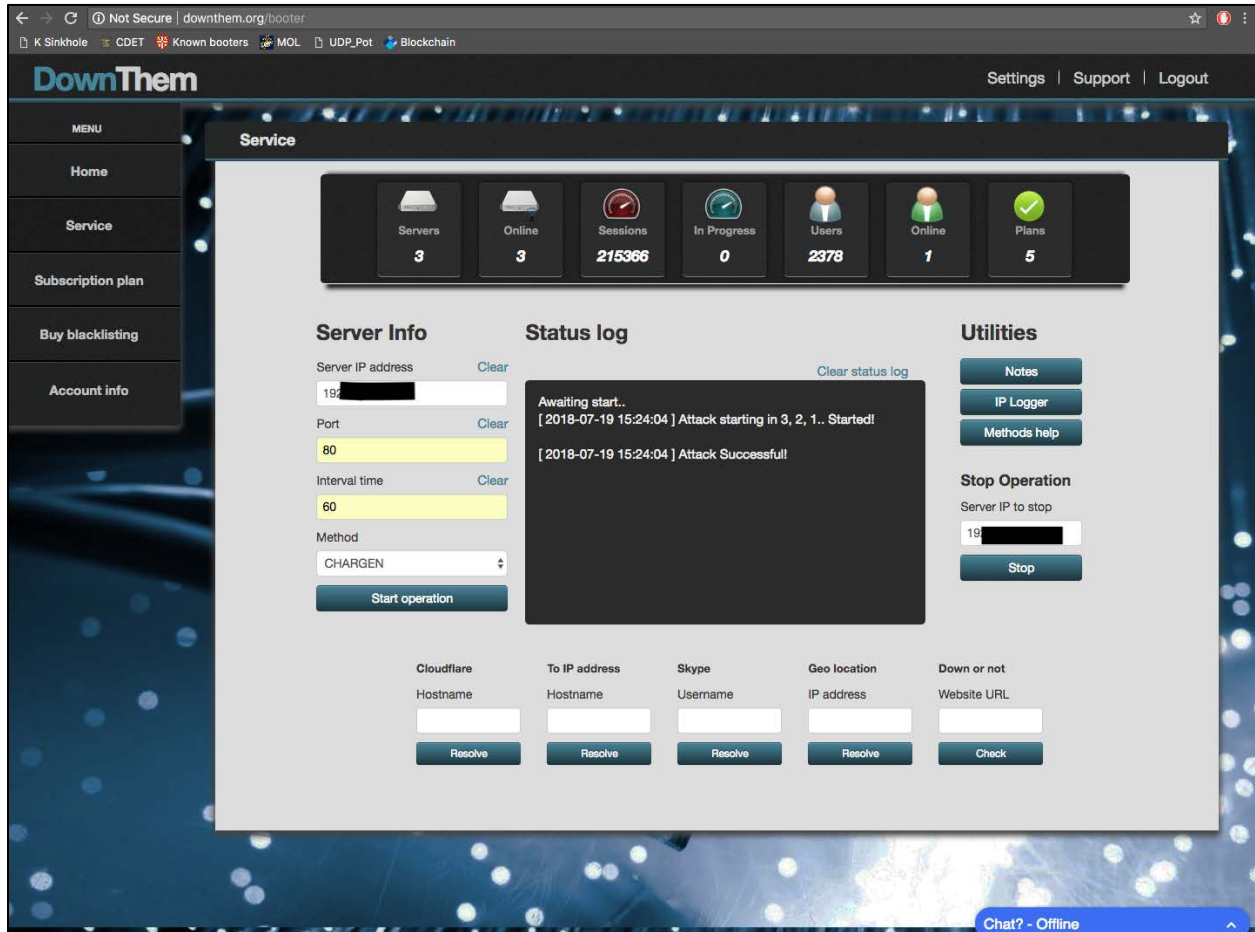 Not Secure | downthem.org/booter
K Sinkhole CDET Known booters MOL UDP_Pot Blockchain
DownThem
Settings | Support | Logout
MENU
Home
Service
Subscription plan
Buy blacklisting
Account info
Service
Servers Online Sessions In Progress Users Online Plans
3 3 215366 0 2378 1 5
Server Info
Server IP address Clear
192
Port Clear
80
Interval time Clear
60
Method
CHARGEN
Start operation
Status log
Clear status log
Awaiting start..
[ 2018-07-19 15:24:04 ] Attack starting in 3, 2, 1.. Started!
[ 2018-07-19 15:24:04 ] Attack Successful!
Utilities
Notes
IP Logger
Methods help
Stop Operation
Server IP to stop
19
Stop
Cloudflare To IP address Skype Geo location Down or not
Hostname Hostname Username IP address Website URL
Resolve Resolve Resolve Resolve Check
Chat? - Offline